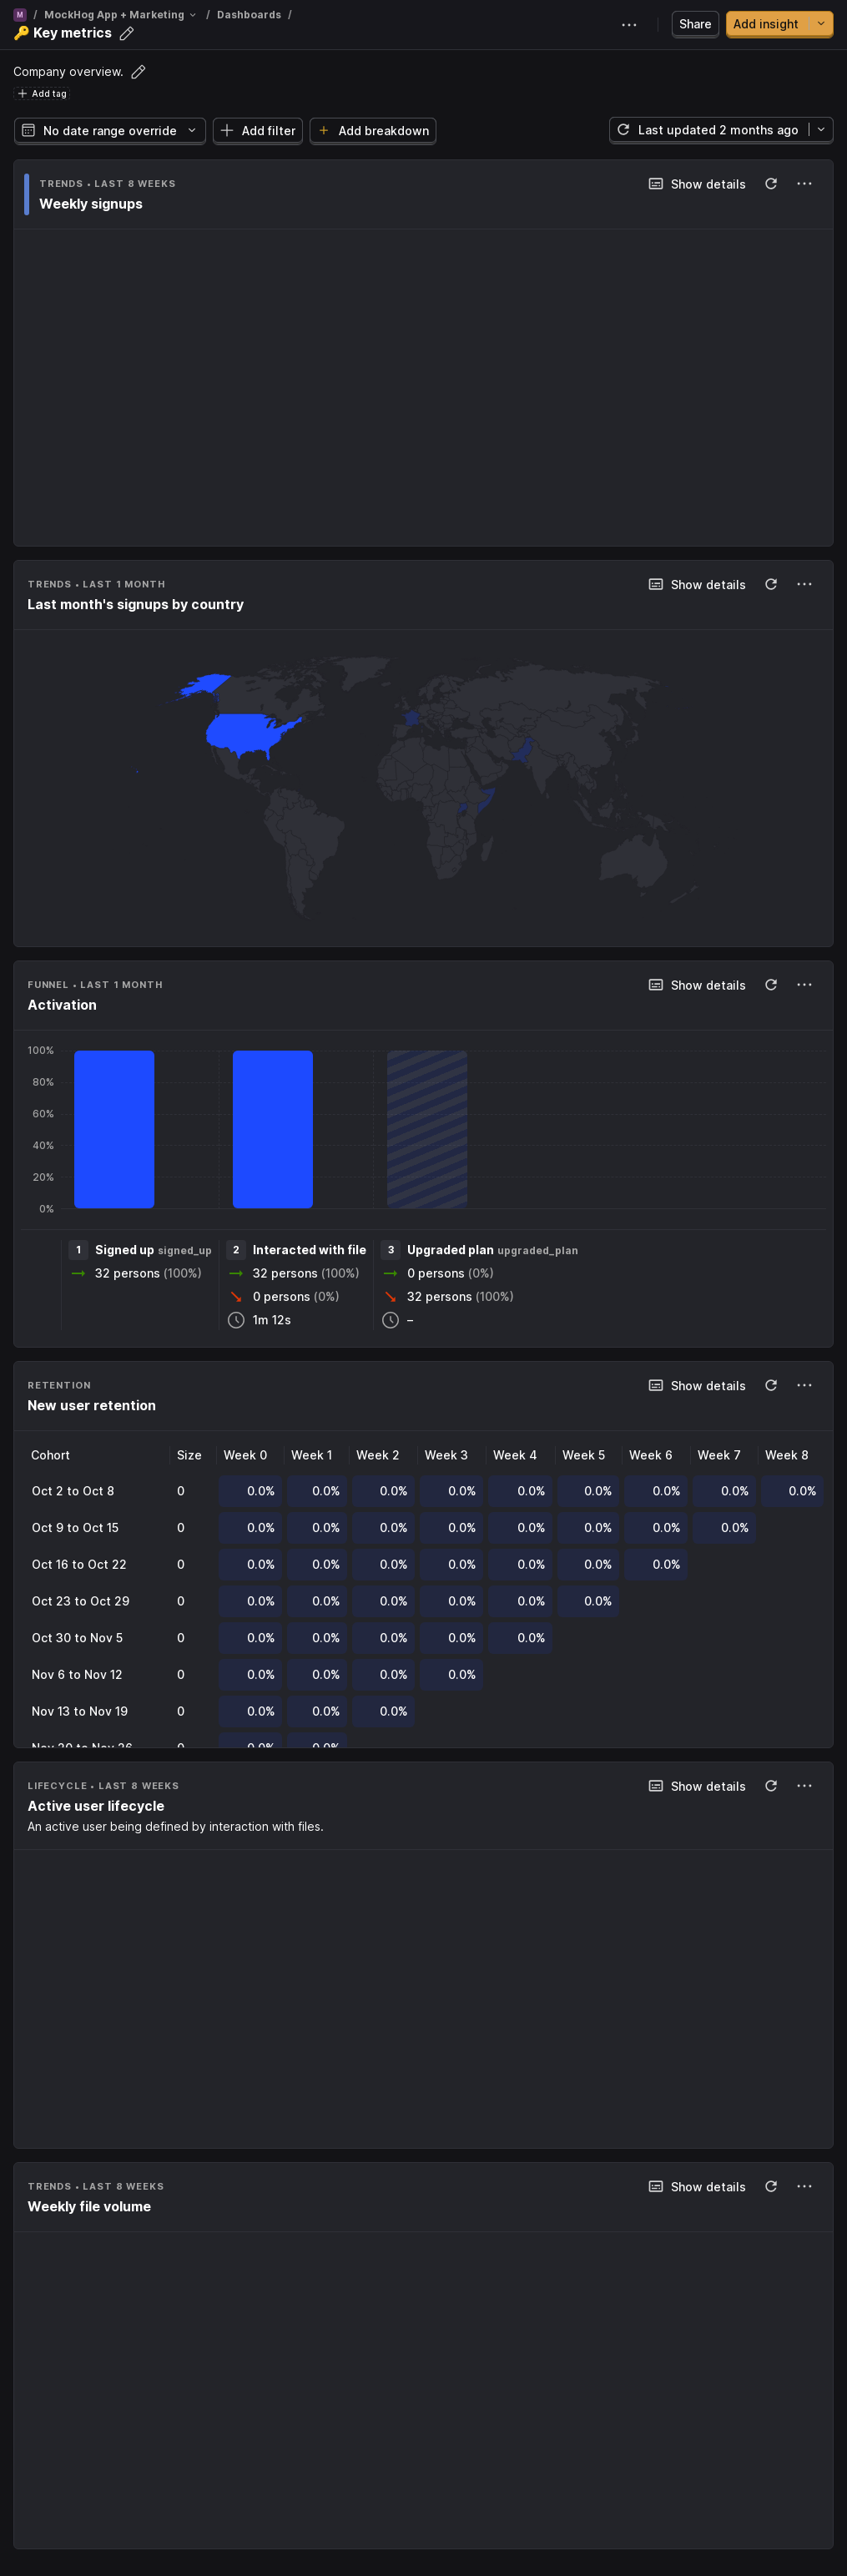 M / MockHog App + Marketing / Dashboards /
🔑 Key metrics
Share
Add insight
Company overview.
Add tag
No date range override
Add filter
Add breakdown
Last updated 2 months ago
TRENDS • LAST 8 WEEKS
Weekly signups
Show details
TRENDS • LAST 1 MONTH
Last month's signups by country
Show details
FUNNEL • LAST 1 MONTH
Activation
Show details
100%
80%
60%
40%
20%
0%
1 Signed up signed_up
32 persons (100%)
2 Interacted with file
32 persons (100%)
0 persons (0%)
1m 12s
3 Upgraded plan upgraded_plan
0 persons (0%)
32 persons (100%)
–
RETENTION
New user retention
Show details
Cohort Size Week 0 Week 1 Week 2 Week 3 Week 4 Week 5 Week 6 Week 7 Week 8
Oct 2 to Oct 8 0 0.0% 0.0% 0.0% 0.0% 0.0% 0.0% 0.0% 0.0% 0.0%
Oct 9 to Oct 15 0 0.0% 0.0% 0.0% 0.0% 0.0% 0.0% 0.0% 0.0%
Oct 16 to Oct 22 0 0.0% 0.0% 0.0% 0.0% 0.0% 0.0% 0.0%
Oct 23 to Oct 29 0 0.0% 0.0% 0.0% 0.0% 0.0% 0.0%
Oct 30 to Nov 5 0 0.0% 0.0% 0.0% 0.0% 0.0%
Nov 6 to Nov 12 0 0.0% 0.0% 0.0% 0.0%
Nov 13 to Nov 19 0 0.0% 0.0% 0.0%
Nov 20 to Nov 26 0 0.0% 0.0%
LIFECYCLE • LAST 8 WEEKS
Active user lifecycle
An active user being defined by interaction with files.
Show details
TRENDS • LAST 8 WEEKS
Weekly file volume
Show details